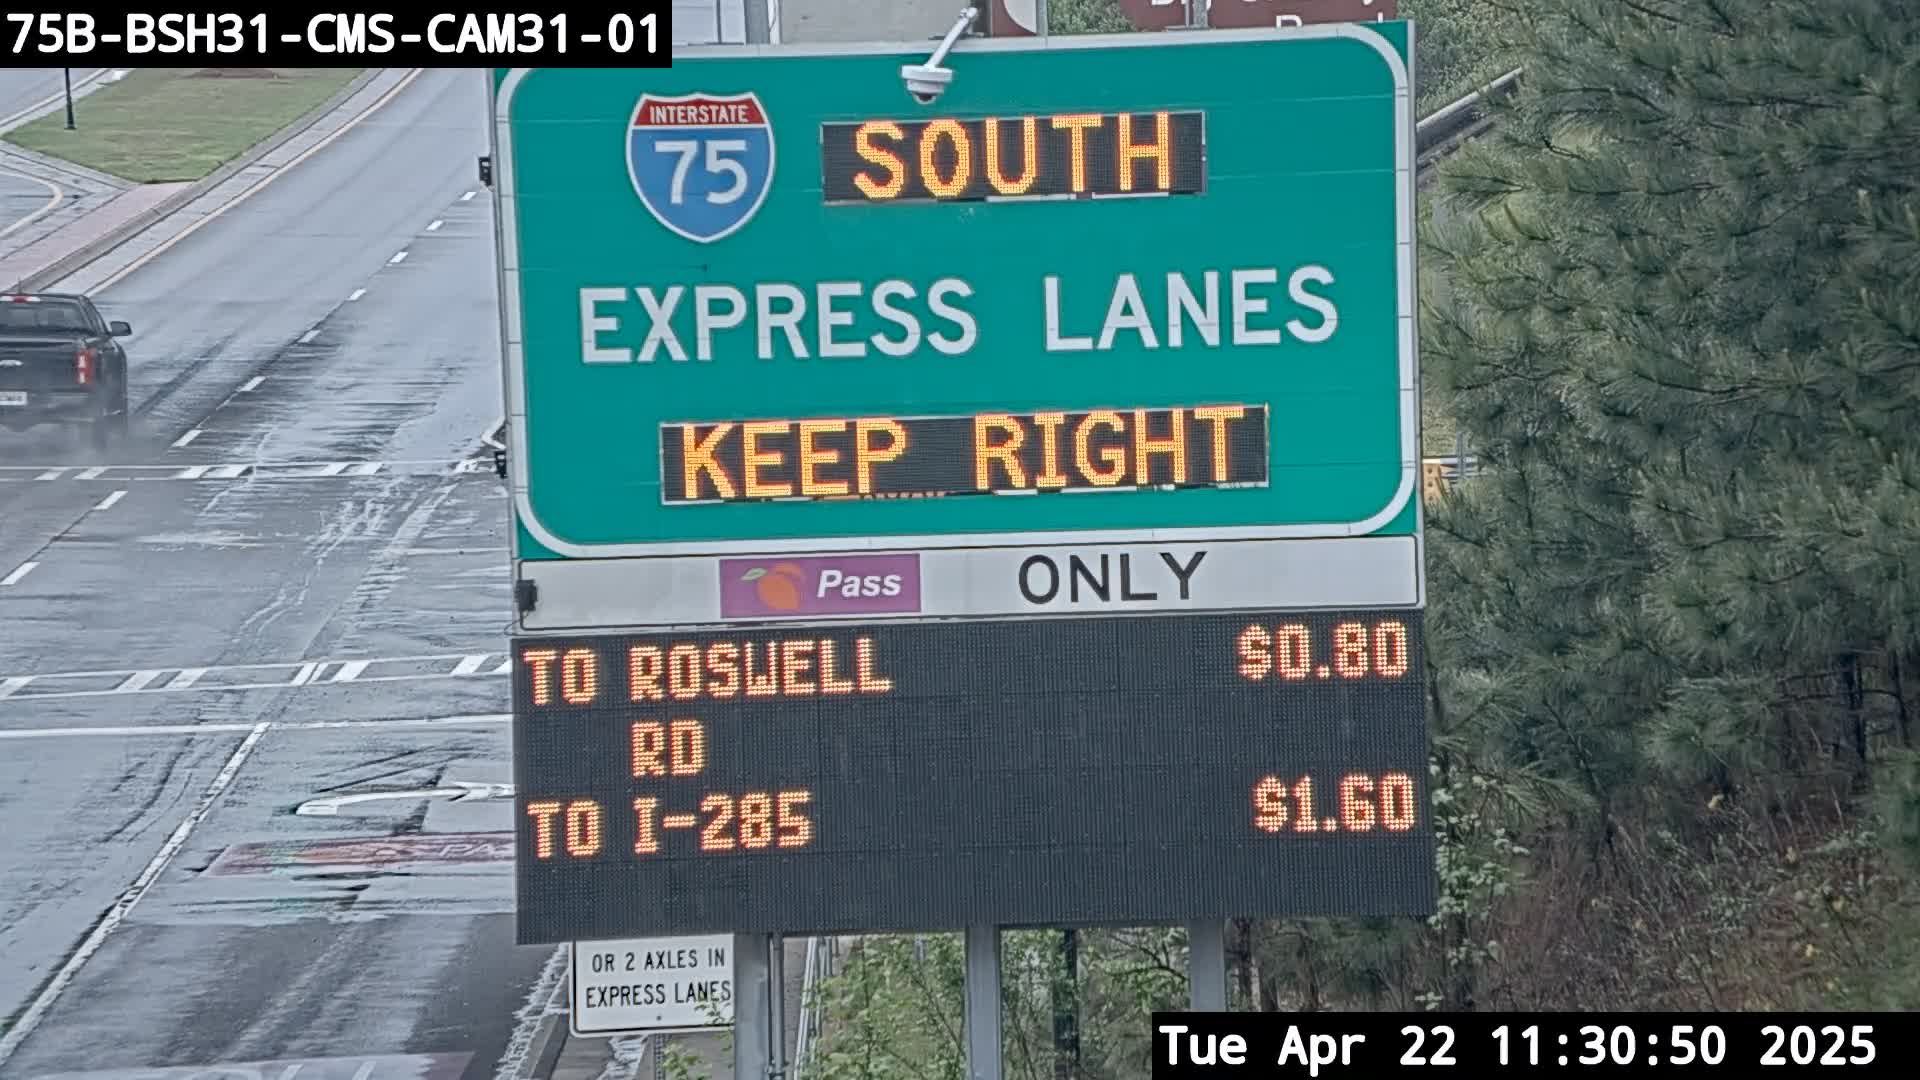 75B-BSH31-CMS-CAM31-01
INTERSTATE
75
SOUTH
EXPRESS LANES
KEEP RIGHT
Pass ONLY
TO ROSWELL $0.80
RD
TO I-285 $1.60
OR 2 AXLES IN
EXPRESS LANES
Tue Apr 22 11:30:50 2025